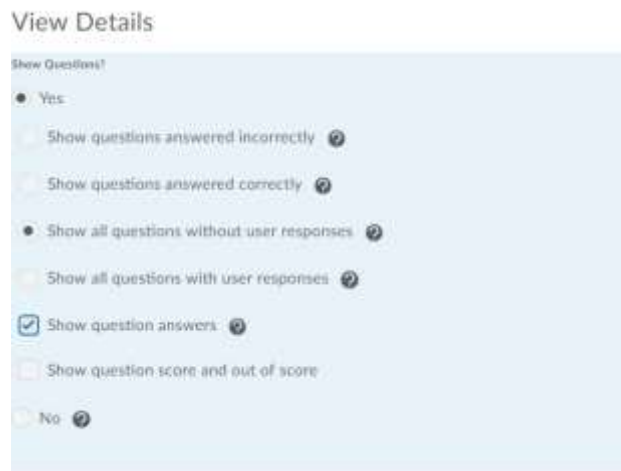 View Details
Show Questions?
Yes
Show questions answered incorrectly
Show questions answered correctly
Show all questions without user responses
Show all questions with user responses
Show question answers
Show question score and out of score
No